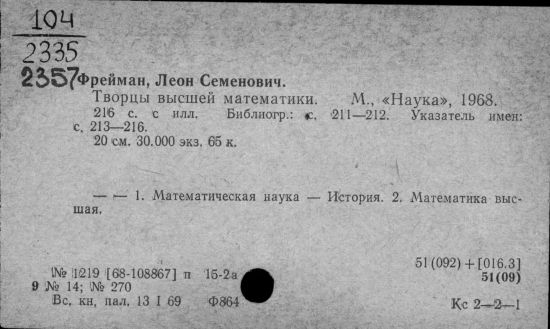 104
2335
2357
Фрейман, Леон Семенович.
Творцы высшей математики. М., «Наука», 1968.
216 с. с илл. Библиогр.: с. 211—212. Указатель имен:
с. 213—216.
20 см. 30.000 экз. 65 к.
— — 1. Математическая наука — История. 2. Математика выс-
шая.
51(092)+[016.3]
51(09)
№ 1219 [68-108867] п 15-2а
9 № 14; № 270
Вс. кн. пал. 13 I 69 Ф864
Кс 2—2—1